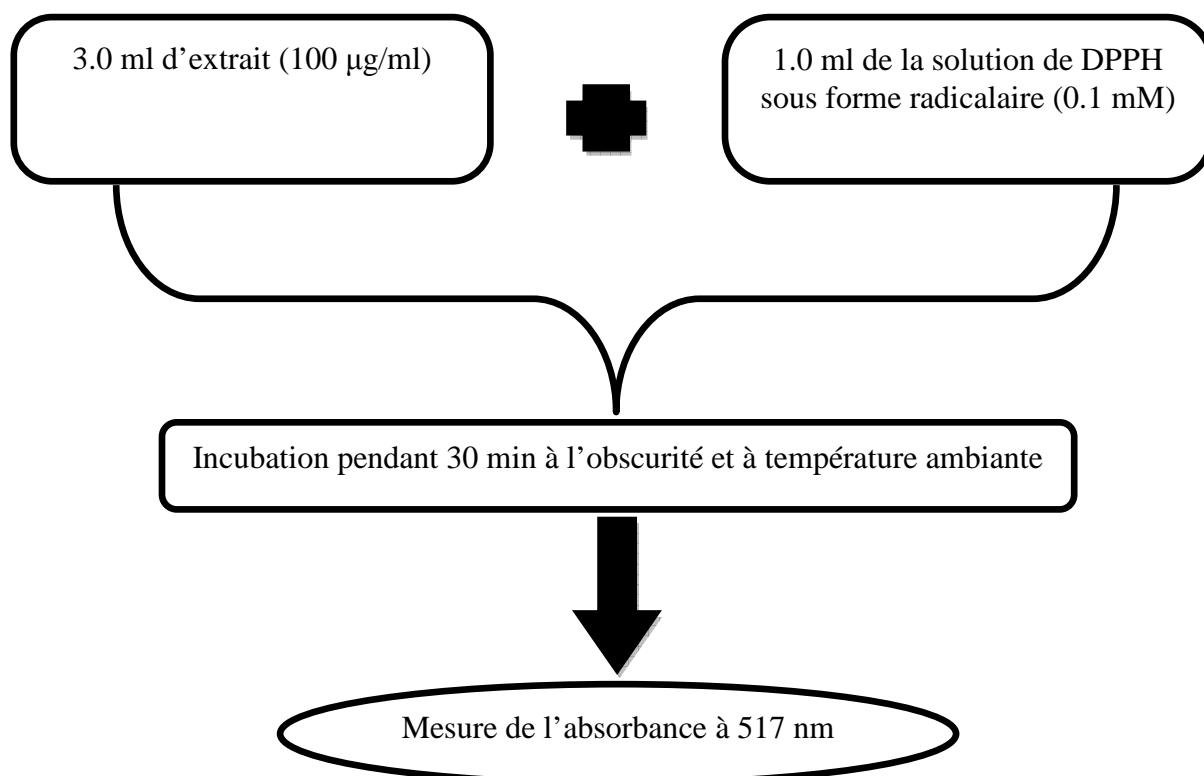 3.0 ml d’extrait (100 μg/ml)
1.0 ml de la solution de DPPH
sous forme radicalaire (0.1 mM)
Incubation pendant 30 min à l’obscurité et à température ambiante
Mesure de l’absorbance à 517 nm